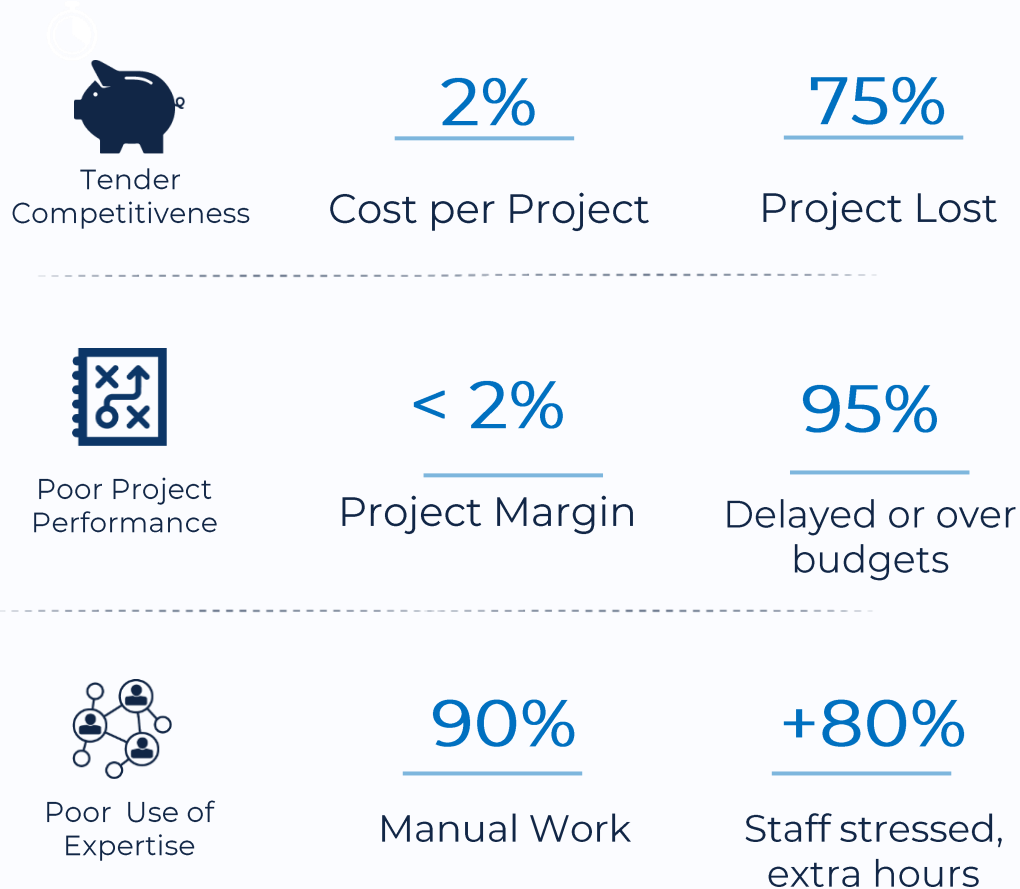 2%
75%
Tender
Competitiveness
Cost per Project
Project Lost
< 2%
95%
Poor Project
Performance
Project Margin
Delayed or over
budgets
90%
+80%
Poor Use of
Expertise
Manual Work
Staff stressed,
extra hours